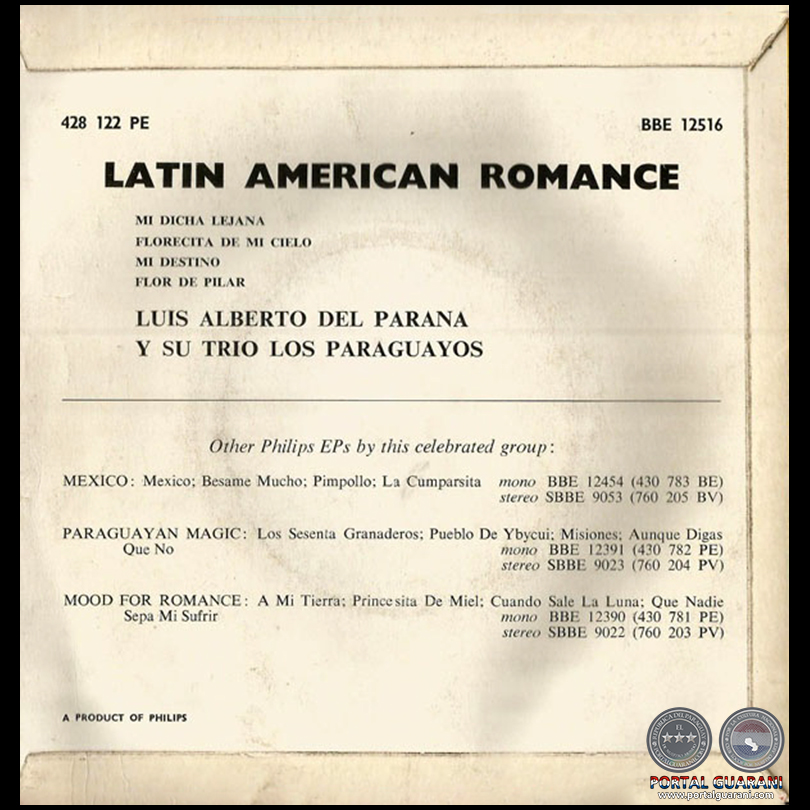 428 122 PE
BBE 12516
LATIN AMERICAN ROMANCE
MI DICHA LEJANA
FLORECITA DE MI CIELO
MI DESTINO
FLOR DE PILAR
LUIS ALBERTO DEL PARANA
Y SU TRIO LOS PARAGUAYOS
Other Philips EPs by this celebrated group:
MEXICO: Mexico; Besame Mucho; Pimpollo; La Cumparsita mono BBE 12454 (430 783 BE)
stereo SBBE 9053 (760 205 BV)
PARAGUAYAN MAGIC: Los Sesenta Granaderos; Pueblo De Ybycui; Misiones; Aunque Digas
Que No mono BBE 12391 (430 782 PE)
stereo SBBE 9023 (760 204 PV)
MOOD FOR ROMANCE: A Mi Tierra; Princesita De Miel; Cuando Sale La Luna; Que Nadie
Sepa Mi Sufrir mono BBE 12390 (430 781 PE)
stereo SBBE 9022 (760 203 PV)
A PRODUCT OF PHILIPS
PORTAL GUARANI
www.portalguarani.com